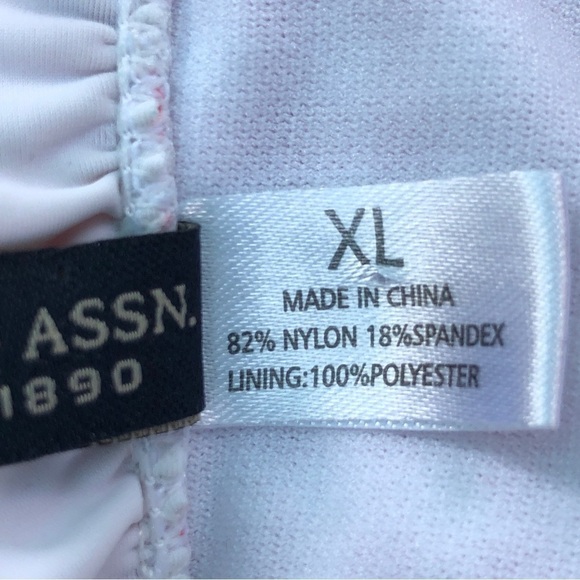 ASSN.
1890
XL
MADE IN CHINA
82% NYLON 18%SPANDEX
LINING:100%POLYESTER